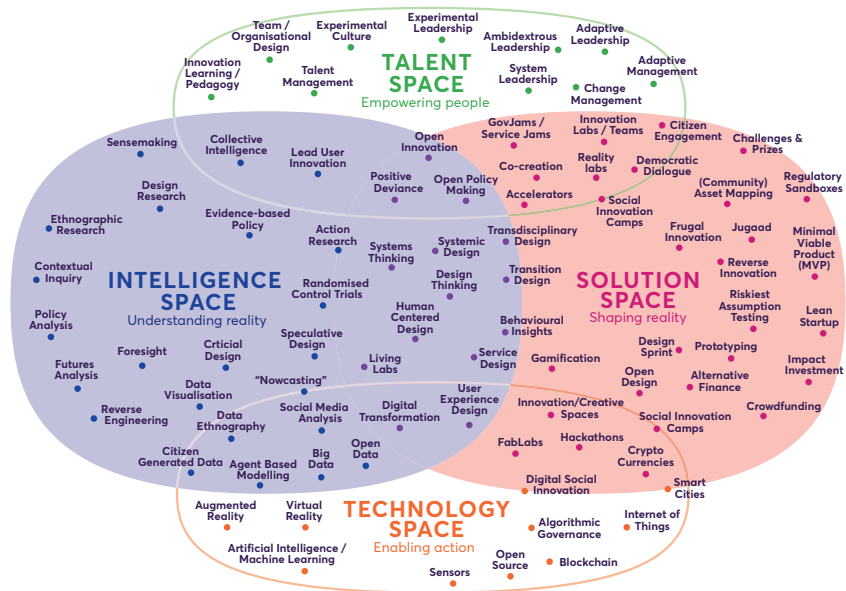 Experimental
Leadership
Team /
Organisational
Design
Experimental
Culture
Ambidextrous
Leadership
Adaptive
Leadership
Innovation
Learning /
Pedagogy
Talent
Management
TALENT
SPACE
Empowering people
System
Leadership
Adaptive
Management
Change
Management
Sensemaking
Collective
Intelligence
Lead User
Innovation
Open
Innovation
GovJams /
Service Jams
Innovation
Labs / Teams
Citizen
Engagement
Challenges &
Prizes
Design
Research
Positive
Deviance
Open Policy
Making
Co-creation
Reality
labs
Democratic
Dialogue
Accelerators
(Community)
Asset Mapping
Regulatory
Sandboxes
Ethnographic
Research
Evidence-based
Policy
Action
Research
Systems
Thinking
Systemic
Design
Transdisciplinary
Design
Social
Innovation
Camps
Frugal
Innovation
Jugaad
Minimal
Viable
Product
(MVP)
Contextual
Inquiry
INTELLIGENCE
SPACE
Understanding reality
Randomised
Control Trials
Design
Thinking
Transition
Design
SOLUTION
SPACE
Shaping reality
Reverse
Innovation
Riskiest
Assumption
Testing
Lean
Startup
Policy
Analysis
Foresight
Crticial
Design
Speculative
Design
Human
Centered
Design
Behavioural
Insights
Design
Sprint
Prototyping
Impact
Investment
Futures
Analysis
Data
Visualisation
“Nowcasting”
Living
Labs
Service
Design
Gamification
Open
Design
Alternative
Finance
Reverse
Engineering
Data
Ethnography
Social Media
Analysis
Digital
Transformation
User
Experience
Design
Innovation/Creative
Spaces
Social Innovation
Camps
Crowdfunding
Citizen
Generated Data
Agent Based
Modelling
Big
Data
Open
Data
FabLabs
Hackathons
Crypto
Currencies
Digital Social
Innovation
Smart
Cities
Augmented
Reality
Virtual
Reality
TECHNOLOGY
SPACE
Enabling action
Algorithmic
Governance
Internet of
Things
Artificial Intelligence /
Machine Learning
Sensors
Open
Source
Blockchain